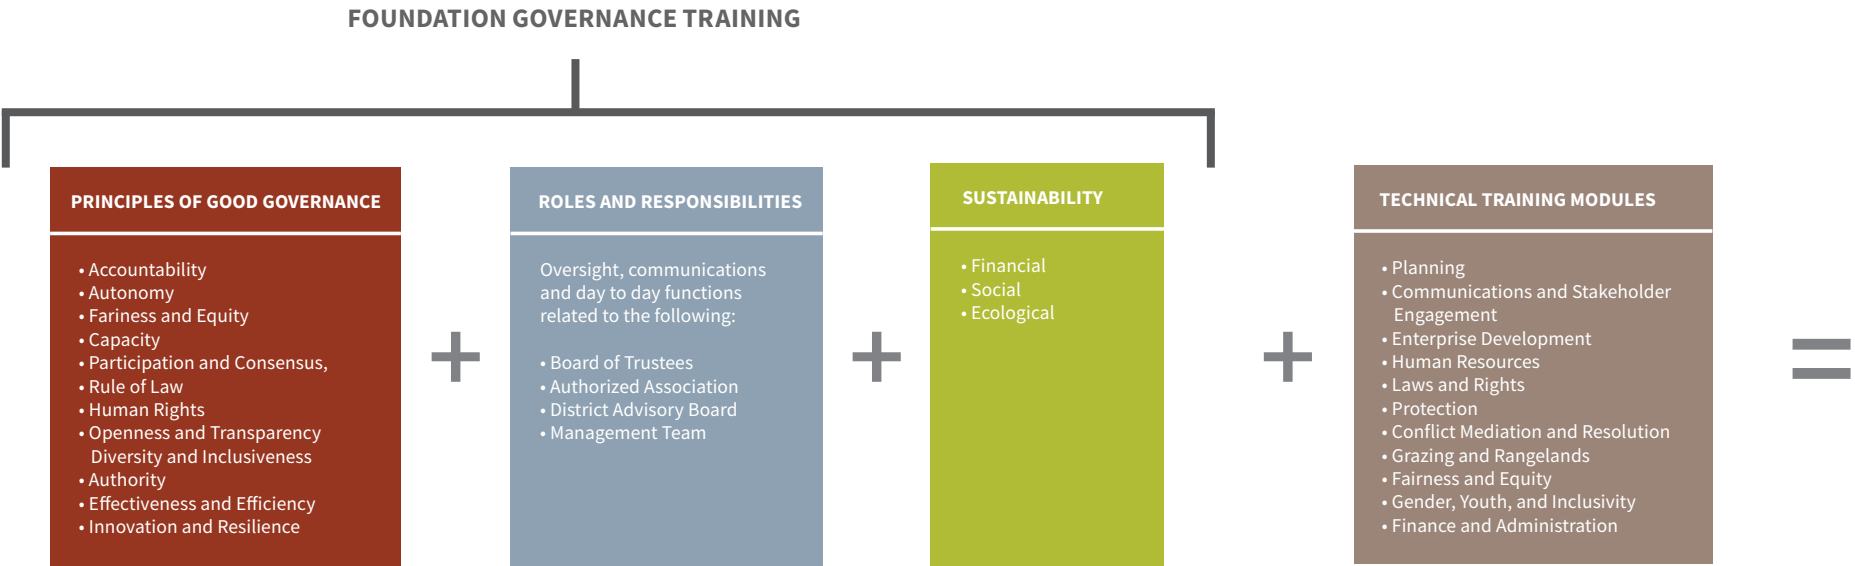 FOUNDATION GOVERNANCE TRAINING
PRINCIPLES OF GOOD GOVERNANCE
• Accountability
• Autonomy
• Fariness and Equity
• Capacity
• Participation and Consensus,
• Rule of Law
• Human Rights
• Openness and Transparency
Diversity and Inclusiveness
• Authority
• Effectiveness and Efficiency
• Innovation and Resilience
+
ROLES AND RESPONSIBILITIES
Oversight, communications
and day to day functions
related to the following:
• Board of Trustees
• Authorized Association
• District Advisory Board
• Management Team
+
SUSTAINABILITY
• Financial
• Social
• Ecological
+
TECHNICAL TRAINING MODULES
• Planning
• Communications and Stakeholder
Engagement
• Enterprise Development
• Human Resources
• Laws and Rights
• Protection
• Conflict Mediation and Resolution
• Grazing and Rangelands
• Fairness and Equity
• Gender, Youth, and Inclusivity
• Finance and Administration
=